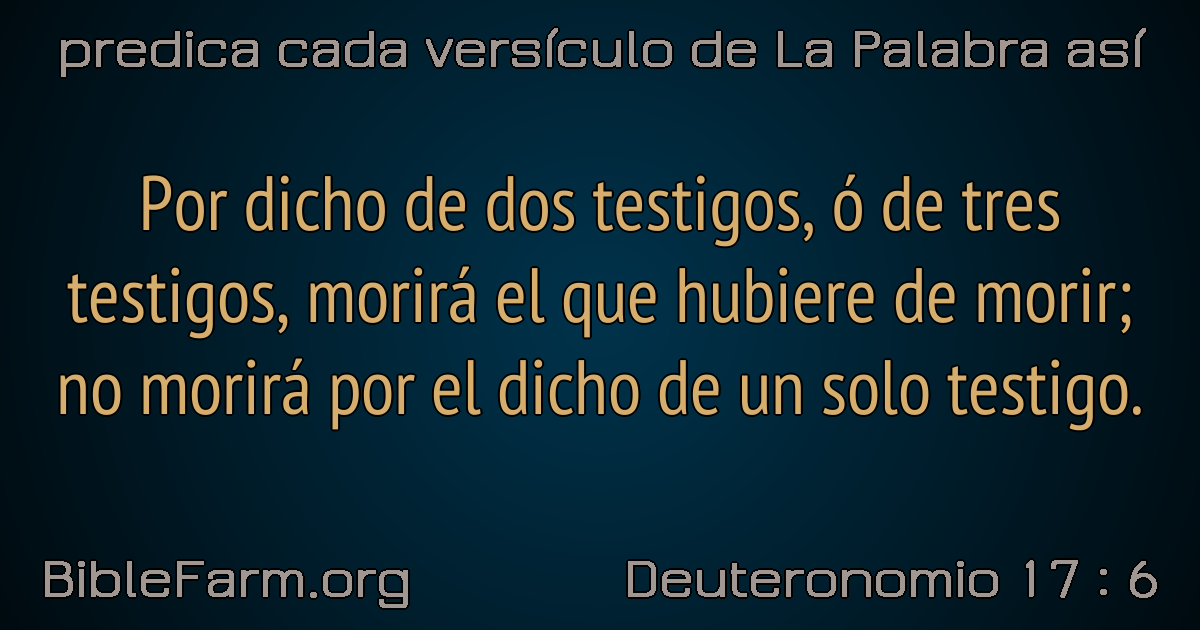 predica cada versículo de La Palabra así
Por dicho de dos testigos, ó de tres
testigos, morirá el que hubiere de morir;
no morirá por el dicho de un solo testigo.
BibleFarm.org
Deuteronomio 17 : 6